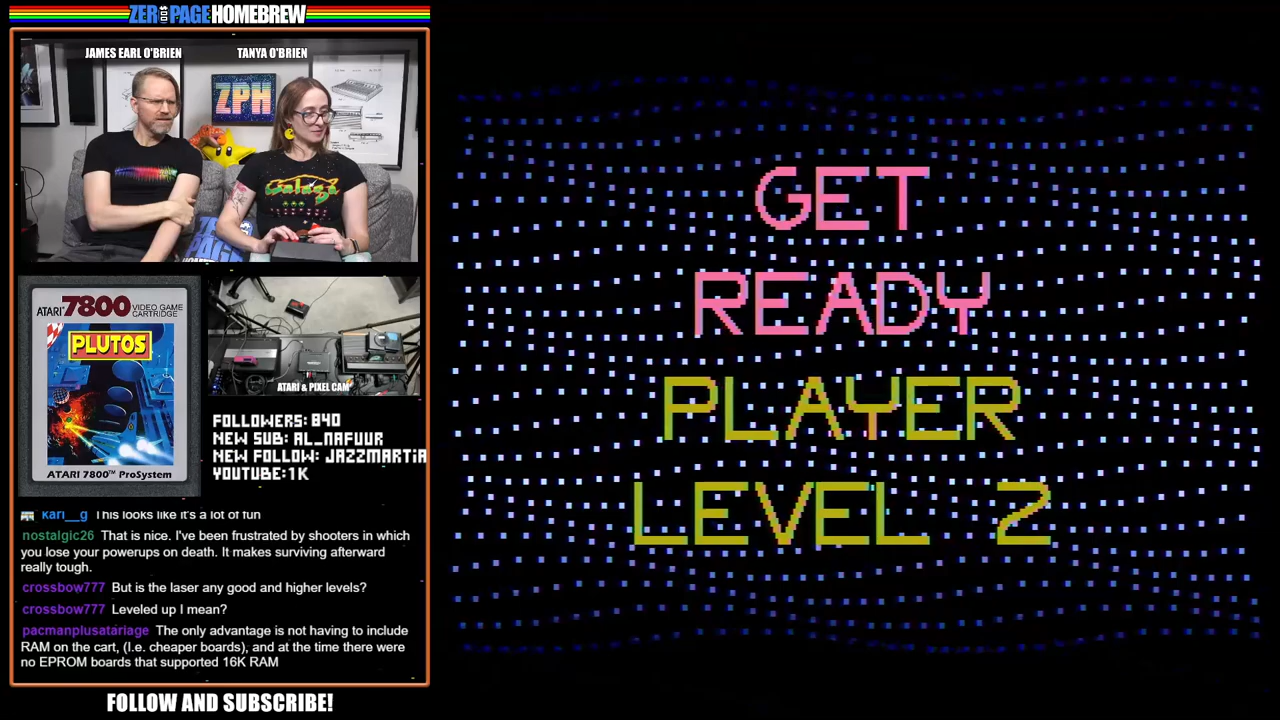 ZEROPAGE HOMEBREW
JAMES EARL O'BRIEN
TANYA O'BRIEN
ZPH
Galaga
ATARI 7800 VIDEO GAME CARTRIDGE
PLUTOS
ATARI 7800™ ProSystem
ATARI & PIXEL CAM
FOLLOWERS: 840
NEW SUB: AL_NAFUUR
NEW FOLLOW: JAZZMARTIA
YOUTUBE:1K
kari__g This looks like it's a lot of fun
nostalgic26 That is nice. I've been frustrated by shooters in which
you lose your powerups on death. It makes surviving afterward
really tough.
crossbow777 But is the laser any good and higher levels?
crossbow777 Leveled up I mean?
pacmanplusatariage The only advantage is not having to include
RAM on the cart, (I.e. cheaper boards), and at the time there were
no EPROM boards that supported 16K RAM
FOLLOW AND SUBSCRIBE!
GET
READY
PLAYER
LEVEL 2